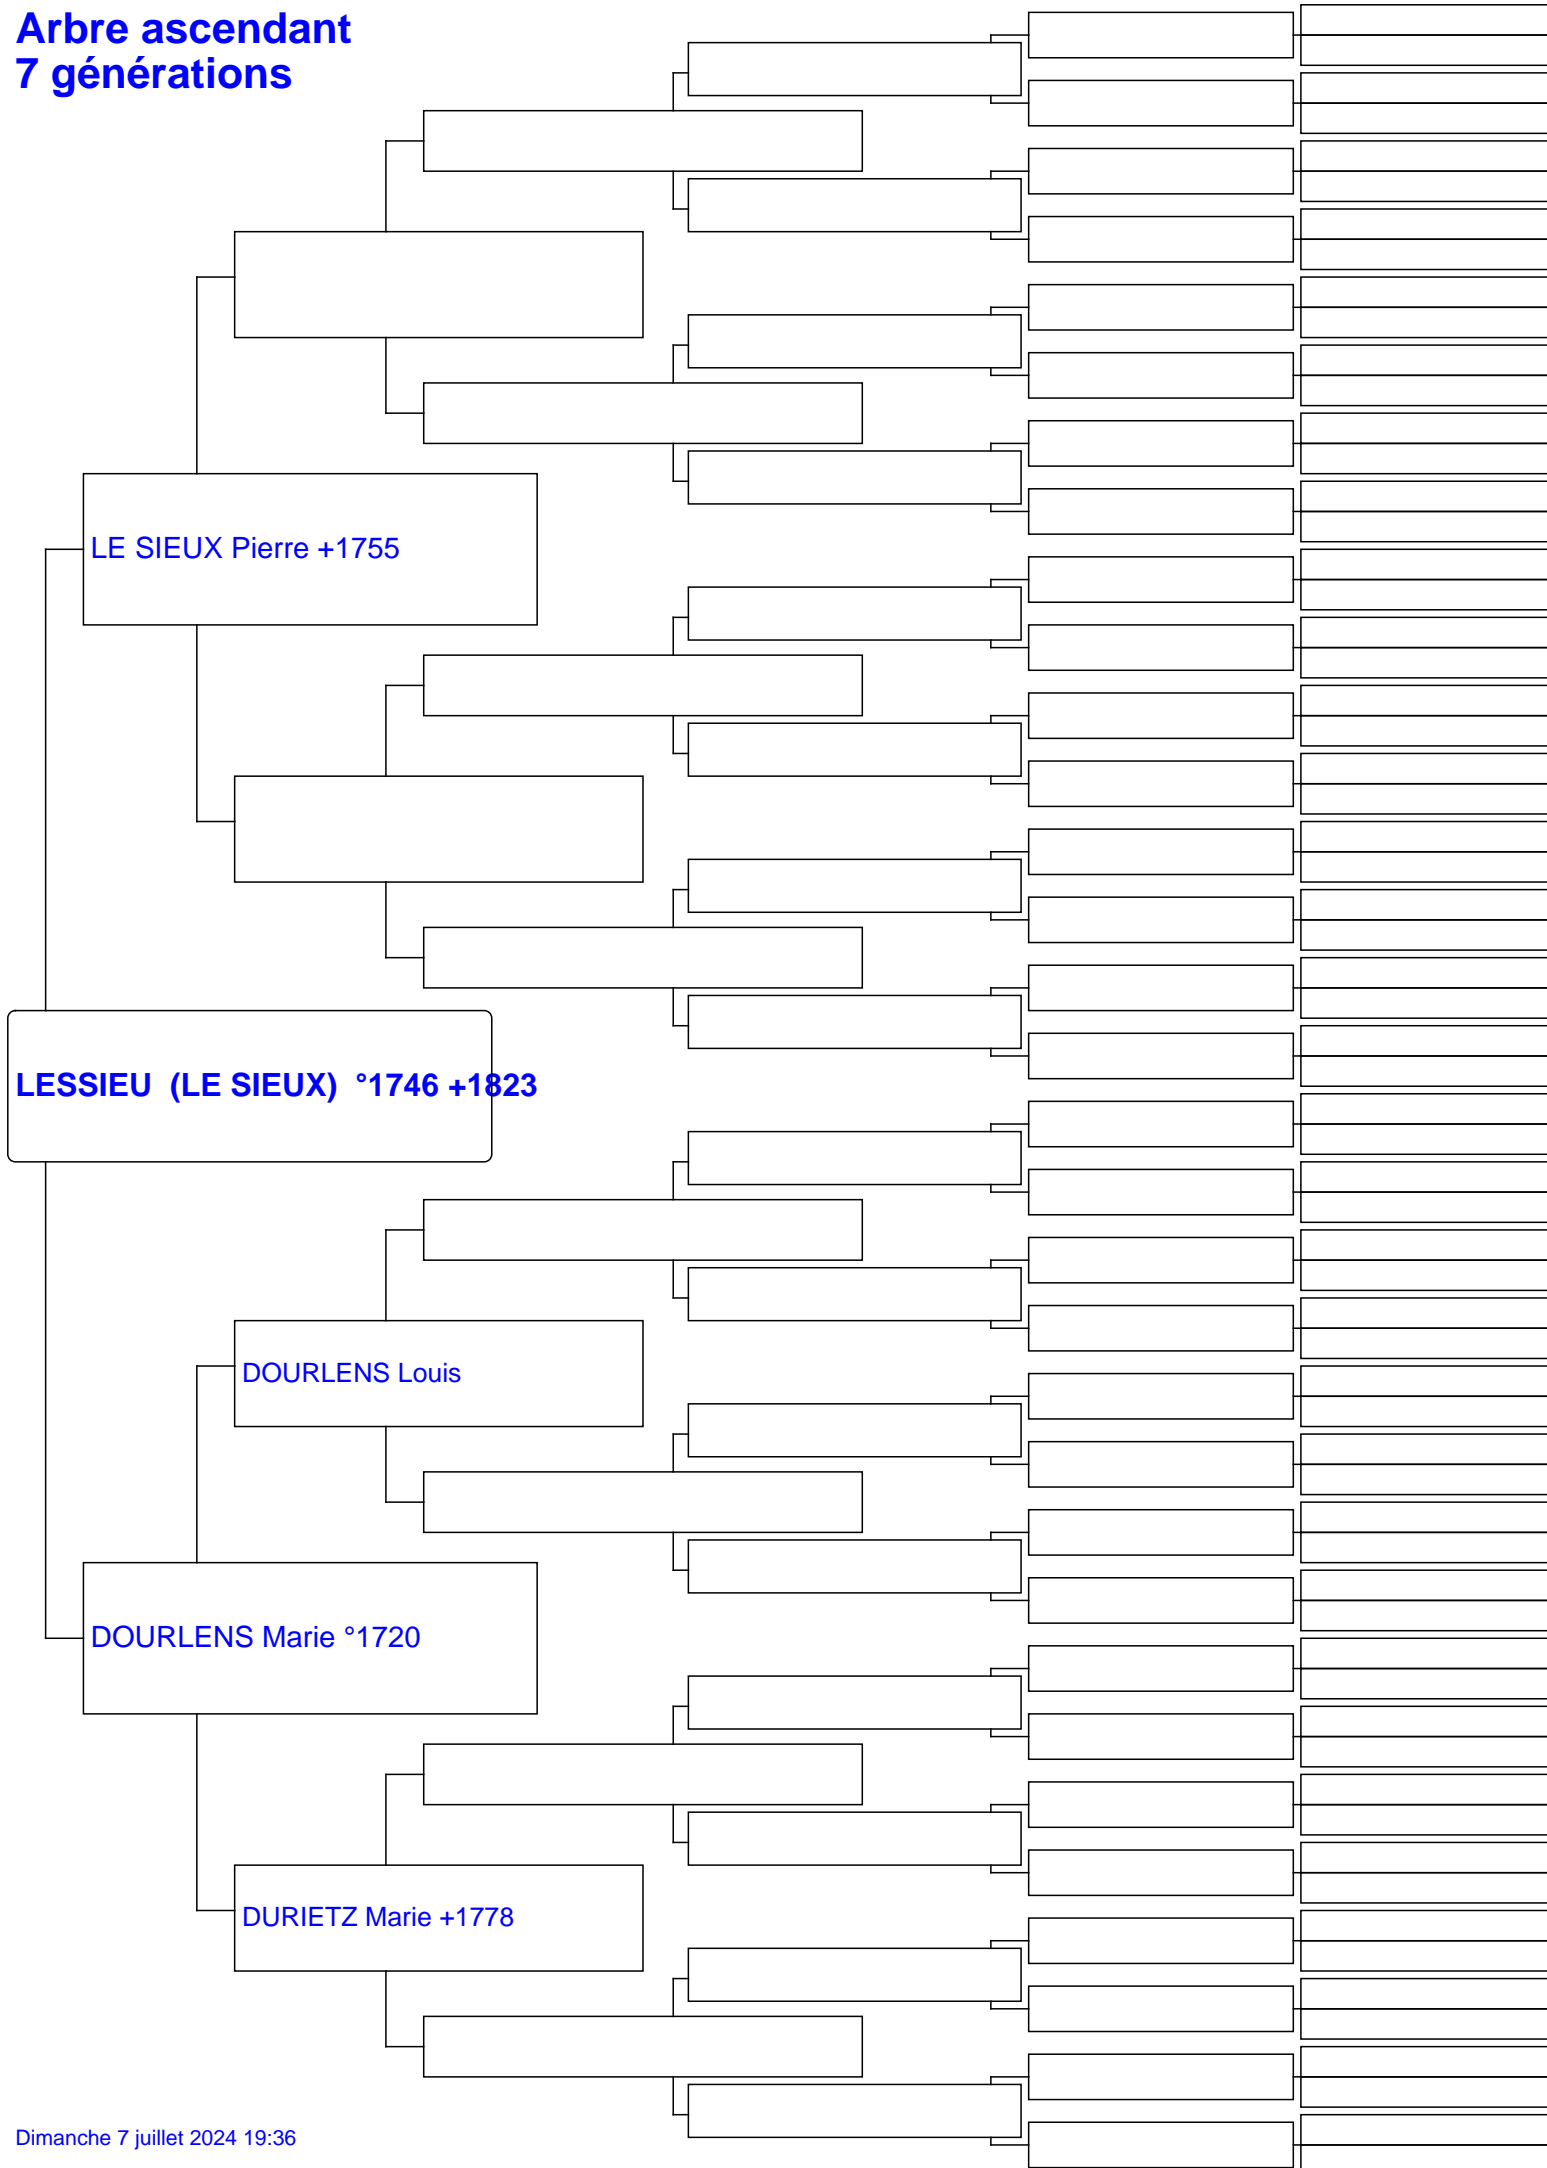 Arbre ascendant
7 générations
LE SIEUX Pierre +1755
LESSIEU  (LE SIEUX)  °1746 +1823
DOURLENS Louis
DOURLENS Marie °1720
DURIETZ Marie +1778
Dimanche 7 juillet 2024 19:36